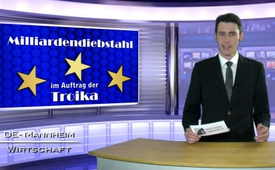 Milliardendiebstahl
im Auftrag der
Troika
DE-Mannheim
Wirtschaft